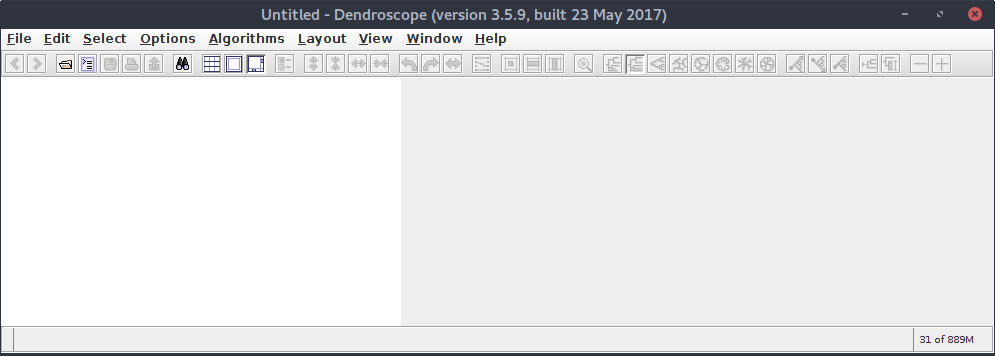 Untitled - Dendroscope (version 3.5.9, built 23 May 2017)
File Edit Select Options Algorithms Layout View Window Help
31 of 889M